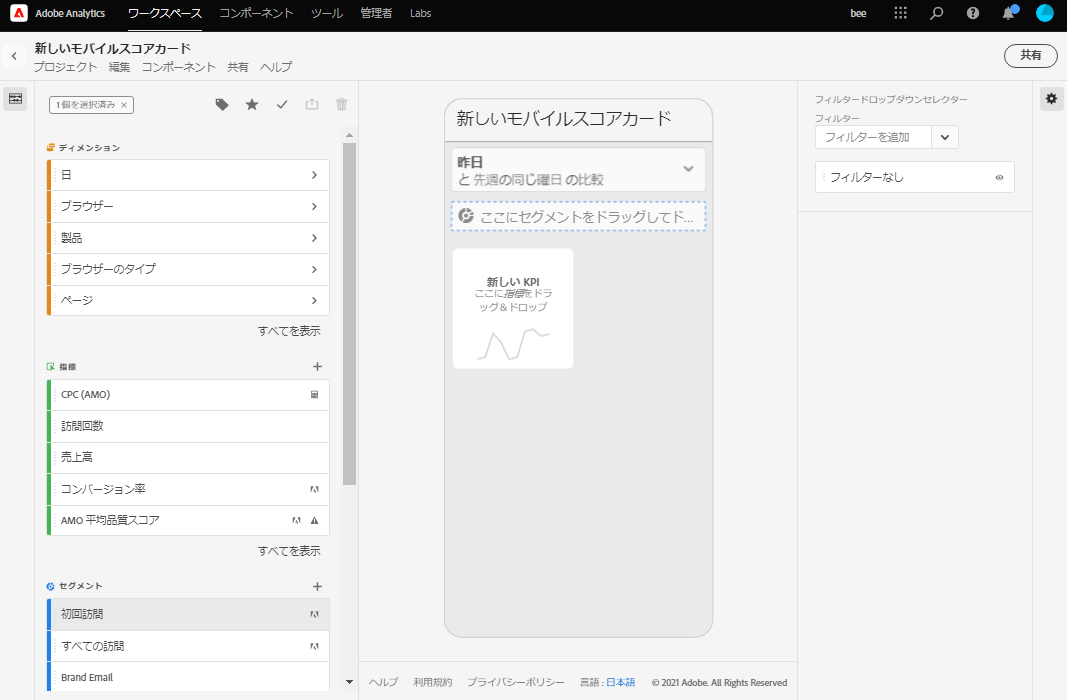 Adobe Analytics ワークスペース コンポーネント ツール 管理者 Labs bee
新しいモバイルスコアカード
プロジェクト 編集 コンポーネント 共有 ヘルプ
共有
1個を選択済み ×
ディメンション
日
ブラウザー
製品
ブラウザーのタイプ
ページ
すべてを表示
指標
CPC (AMO)
訪問回数
売上高
コンバージョン率
AMO 平均品質スコア
すべてを表示
セグメント
初回訪問
すべての訪問
Brand Email
新しいモバイルスコアカード
昨日
と 先週の同じ曜日 の比較
ここにセグメントをドラッグしてド...
新しい KPI
ここに指標をドラ
ッグ＆ドロップ
フィルタードロップダウンセレクター
フィルター
フィルターを追加
フィルターなし
ヘルプ 利用規約 プライバシーポリシー 言語 : 日本語 © 2021 Adobe. All Rights Reserved